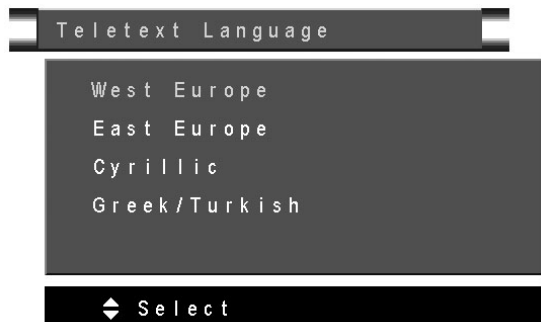 Teletext Language
West Europe
East Europe
Cyrillic
Greek/Turkish
Select